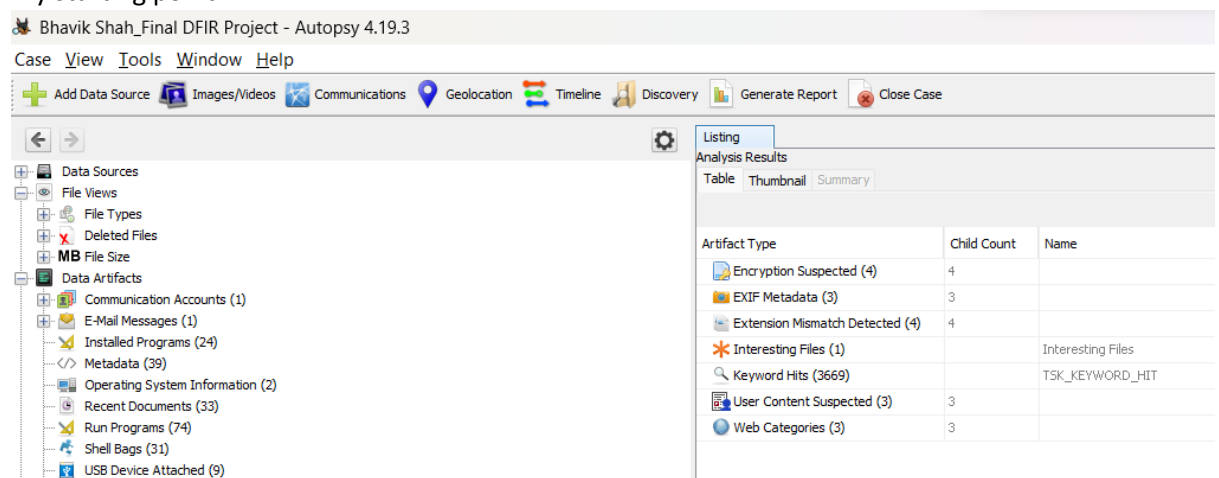 Bhavik Shah_Final DFIR Project - Autopsy 4.19.3
Case View Tools Window Help
Add Data Source Images/Videos Communications Geolocation Timeline Discovery Generate Report Close Case
Listing
Analysis Results
Table Thumbnail Summary
Data Sources
File Views
File Types
Deleted Files
MB File Size
Data Artifacts
Communication Accounts (1)
E-Mail Messages (1)
Installed Programs (24)
Metadata (39)
Operating System Information (2)
Recent Documents (33)
Run Programs (74)
Shell Bags (31)
USB Device Attached (9)
Artifact Type Child Count Name
Encryption Suspected (4) 4
EXIF Metadata (3) 3
Extension Mismatch Detected (4) 4
Interesting Files (1) Interesting Files
Keyword Hits (3669) TSK_KEYWORD_HIT
User Content Suspected (3) 3
Web Categories (3) 3